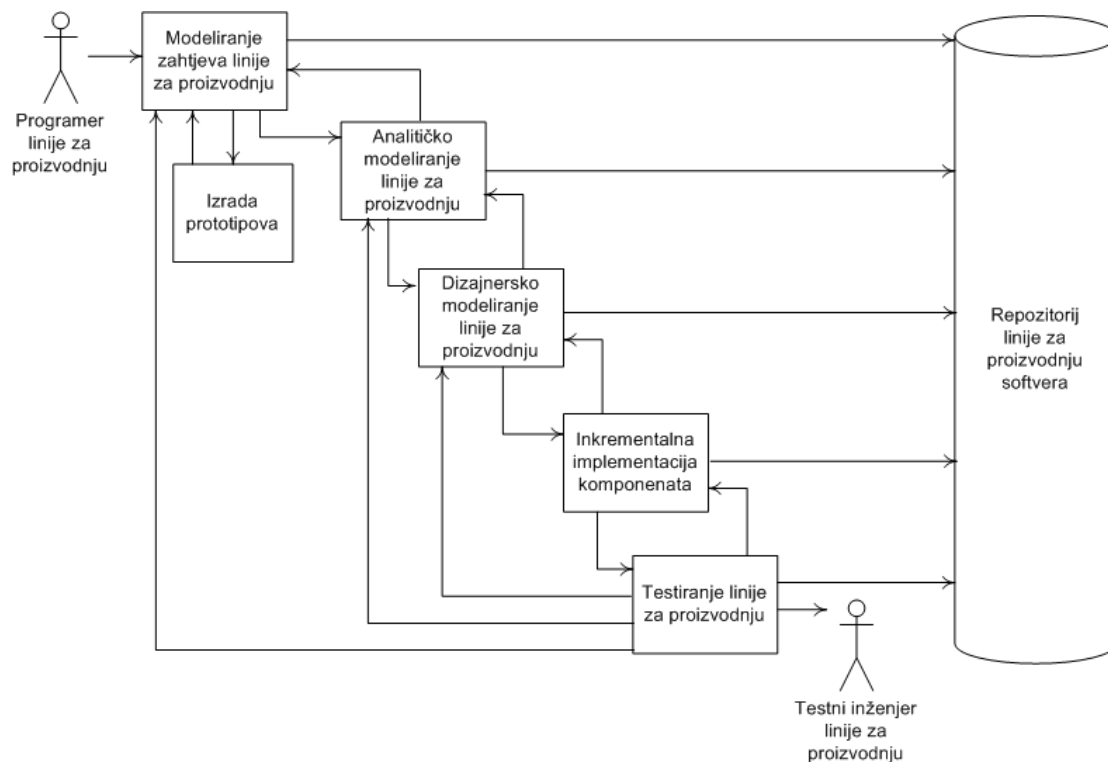 Modeliranje
zahtjeva linije
za proizvodnju
Programer
linije za
proizvodnju
Izrada
prototipova
Analitičko
modeliranje
linije za
proizvodnju
Dizajnersko
modeliranje
linije za
proizvodnju
Repozitorij
linije za
proizvodnju
softvera
Inkrementalna
implementacija
komponenata
Testiranje linije
za proizvodnju
Testni inženjer
linije za
proizvodnju